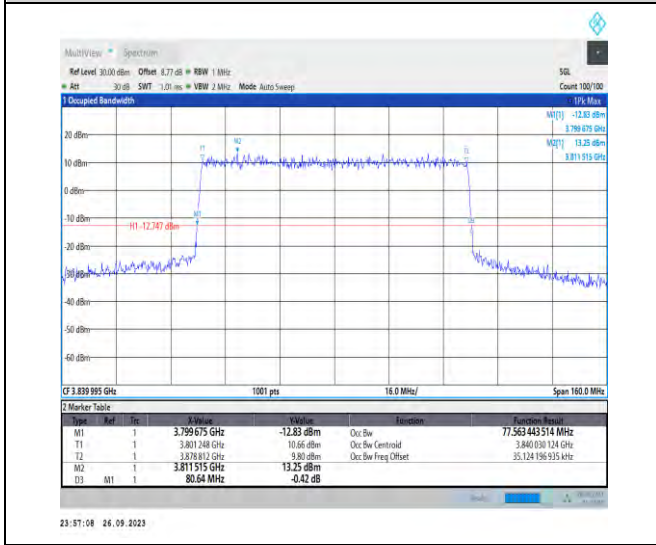 MultiView Spectrum
Ref Level 30.00 dBm Offset 8.77 dB RBW 1 MHz SGL
Att 30 dB SWT 1.01 ms VBW 2 MHz Mode Auto Sweep Count 100/100
1 Occupied Bandwidth 1Pk Max
M1[1] -12.83 dBm
3.799 675 GHz
M2[1] 13.25 dBm
3.811 515 GHz
20 dBm
T1 M2
10 dBm
0 dBm
-10 dBm
M1 D3
H1 -12.747 dBm
-20 dBm
-30 dBm
-40 dBm
-50 dBm
-60 dBm
CF 3.839 995 GHz 1001 pts 16.0 MHz/ Span 160.0 MHz
2 Marker Table
Type Ref Trc X-Value Y-Value Function Function Result
M1 1 3.799 675 GHz -12.83 dBm Occ Bw 77.563 443 514 MHz
T1 1 3.801 248 GHz 10.66 dBm Occ Bw Centroid 3.840 030 124 GHz
T2 1 3.878 812 GHz 9.80 dBm Occ Bw Freq Offset 35.124 196 935 kHz
M2 1 3.811 515 GHz 13.25 dBm
D3 M1 1 80.64 MHz -0.42 dB
23:57:08 26.09.2023